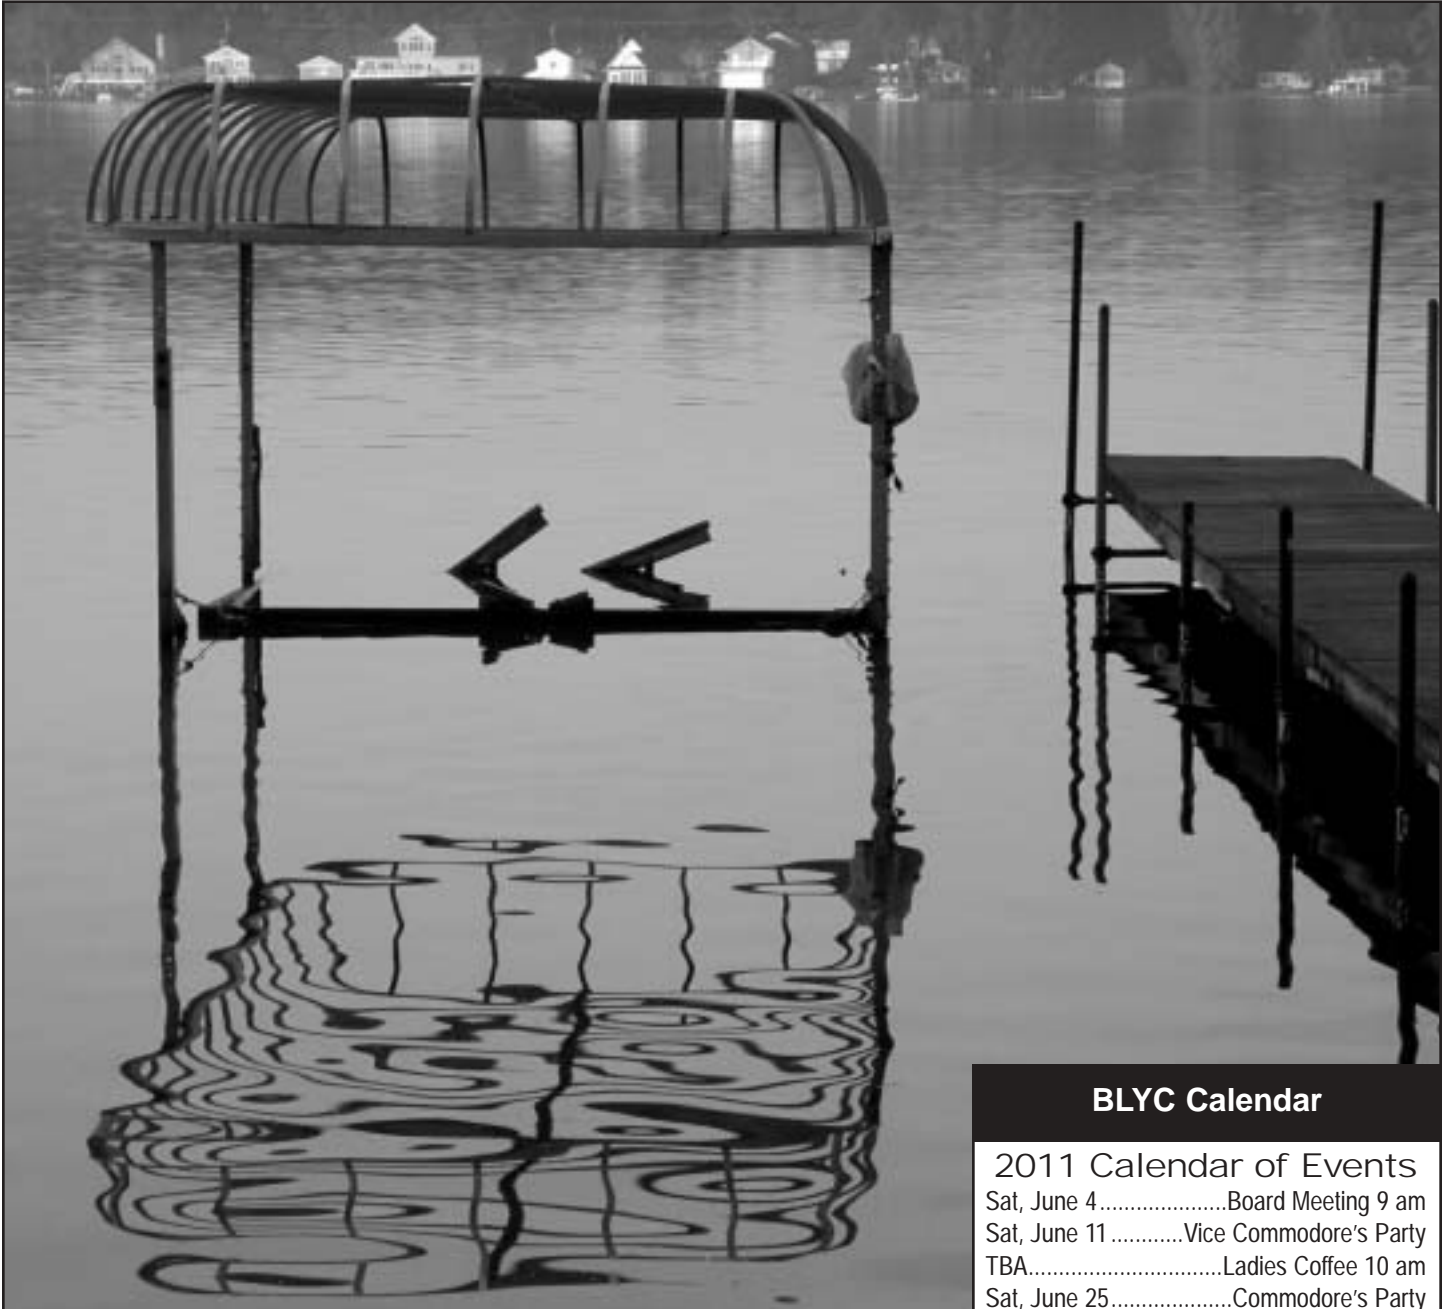 BLYC Calendar
2011 Calendar of Events
Sat, June 4.....................Board Meeting 9 am
Sat, June 11............Vice Commodore's Party
TBA................................Ladies Coffee 10 am
Sat, June 25....................Commodore's Party